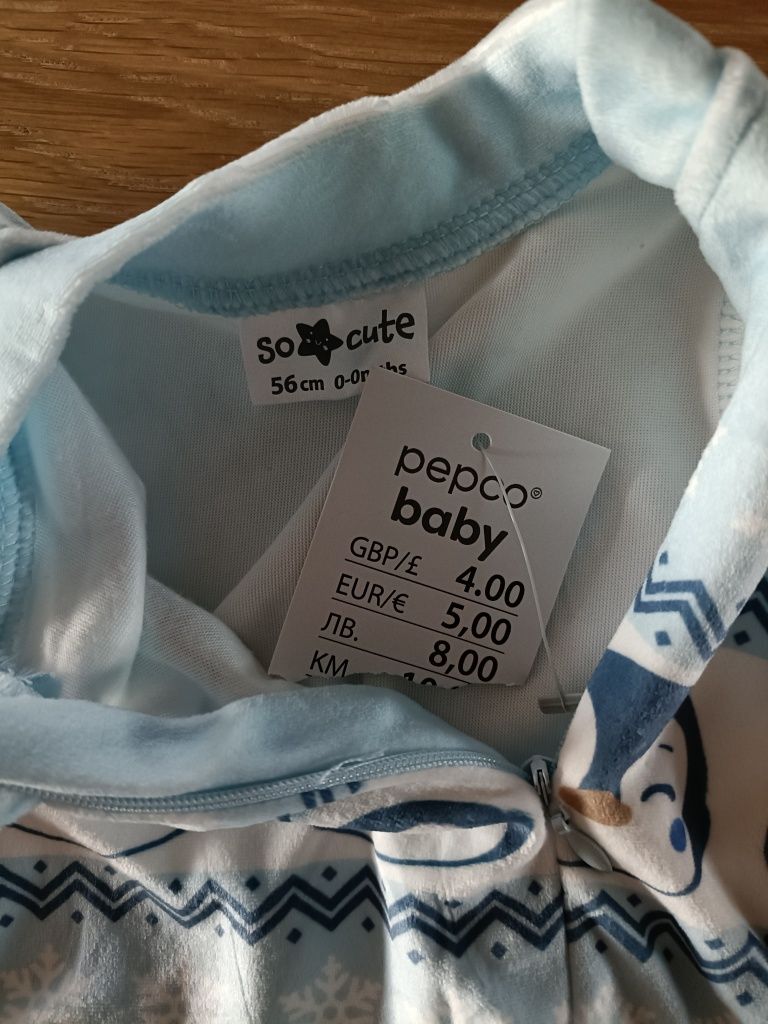 so cute
56cm
pepco
baby
GBP/£ 4.00
EUR/€ 5,00
ЛВ. 8,00
KM